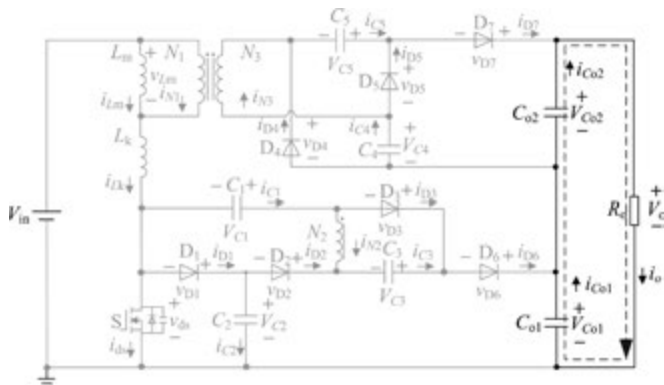 C5 iC5 D7 iD7
− + − +
VC5 iD5 vD7
Lm + N1 N3
vLm D5 vD5 iCo2
iLm − iN1 iN3 iC4 Co2 + VCo2 −
iD4 + C4 + VC4 −
Lk D4 vD4 −
iLk − C1 + iC1 − D3 + iD3
Vin VC1 N2 vD3 + Vo −
iN2 C3 iC3
− D1 + iD1 − D2 + iD2 − + − D6 + iD6 io
vD1 vD2 VC3 vD6 iCo1
S + vds − C2 + VC2 − Co1 + VCo1 −
ids iC2